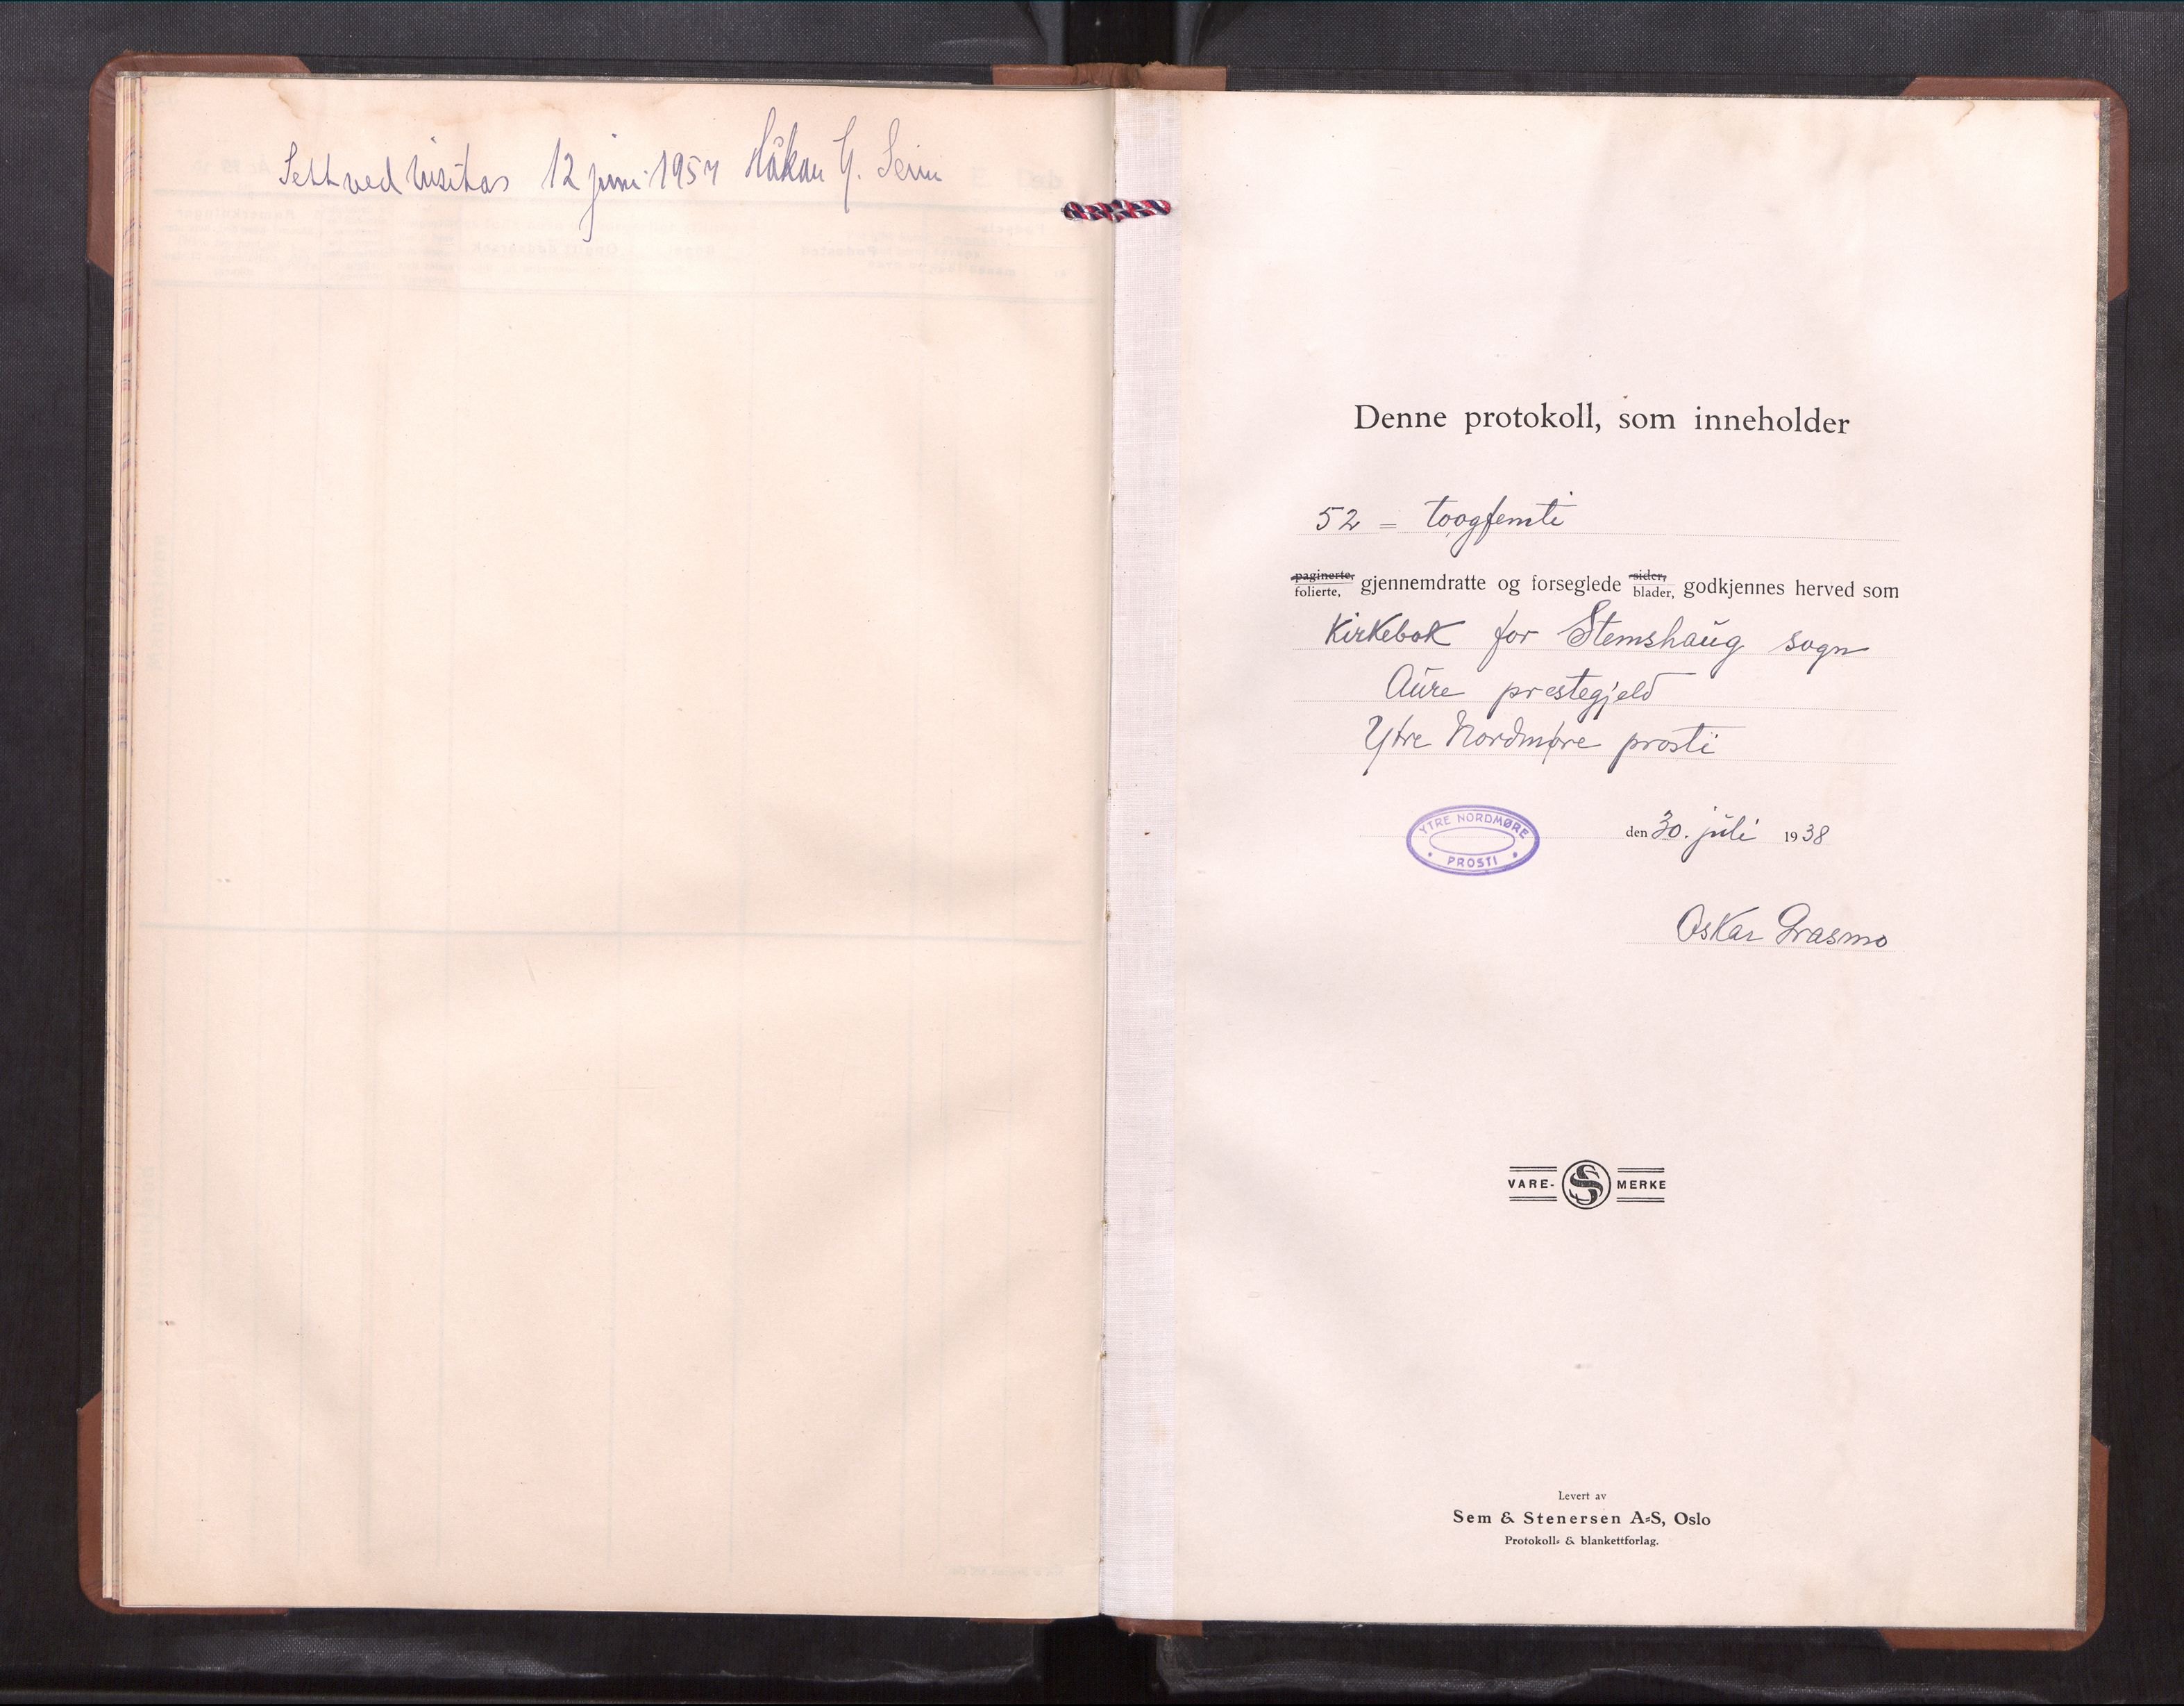 Sett ved visitas 12 juni 1957 Håkon G. Seim
Denne protokoll, som inneholder
52 = toogfemti
paginerte, folierte, gjennemdratte og forseglede sider, blader, godkjennes herved som
Kirkebok for Stemshaug sogn
Aure prestegjeld
Ytre Nordmøre prosti
YTRE NORDMØRE PROSTI
den 30. juli 1938
Oskar Grasmo
VARE- S MERKE
Levert av
Sem & Stenersen A-S, Oslo
Protokoll- & blankettforlag.